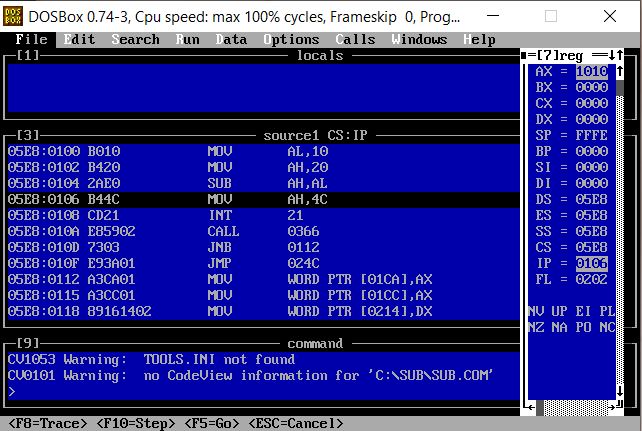 DOSBox 0.74-3, Cpu speed: max 100% cycles, Frameskip 0, Prog...
File Edit Search Run Data Options Calls Windows Help
[1] locals
[3] source1 CS:IP
05E8:0100 B010 MOV AL,10
05E8:0102 B420 MOV AH,20
05E8:0104 2AE0 SUB AH,AL
05E8:0106 B44C MOV AH,4C
05E8:0108 CD21 INT 21
05E8:010A E85902 CALL 0366
05E8:010D 7303 JNB 0112
05E8:010F E93A01 JMP 024C
05E8:0112 A3CA01 MOV WORD PTR [01CA],AX
05E8:0115 A3CC01 MOV WORD PTR [01CC],AX
05E8:0118 89161402 MOV WORD PTR [0214],DX
[9] command
CV1053 Warning: TOOLS.INI not found
CV0101 Warning: no CodeView information for 'C:\SUB\SUB.COM'
>
[7]reg
AX = 1010
BX = 0000
CX = 0000
DX = 0000
SP = FFFE
BP = 0000
SI = 0000
DI = 0000
DS = 05E8
ES = 05E8
SS = 05E8
CS = 05E8
IP = 0106
FL = 0202
NV UP EI PL
NZ NA PO NC
<F8=Trace> <F10=Step> <F5=Go> <ESC=Cancel>